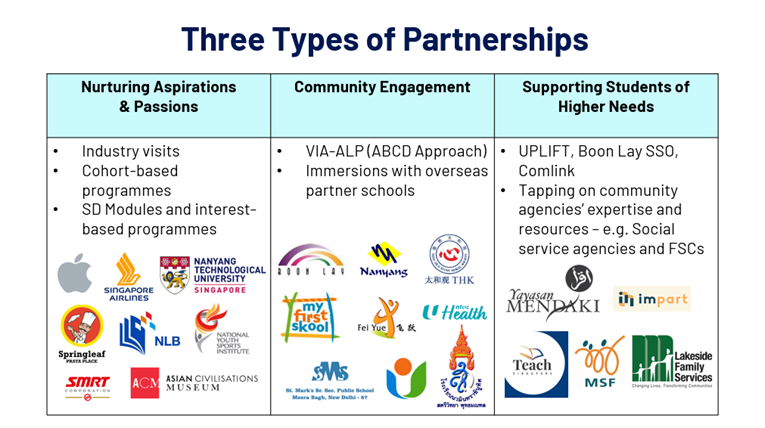 Three Types of Partnerships
Nurturing Aspirations
& Passions
Community Engagement
Supporting Students of
Higher Needs
• Industry visits
• Cohort-based
programmes
• SD Modules and interest-
based programmes
• VIA-ALP (ABCD Approach)
• Immersions with overseas
partner schools
• UPLIFT, Boon Lay SSO,
Comlink
• Tapping on community
agencies’ expertise and
resources – e.g. Social
service agencies and FSCs
SINGAPORE
AIRLINES
NANYANG
TECHNOLOGICAL
UNIVERSITY
SINGAPORE
Springleaf
PRATA PLACE
NLB
NATIONAL
YOUTH SPORTS
INSTITUTE
SMRT
CORPORATION
ACM
ASIAN CIVILISATIONS
MUSEUM
BOON LAY
Nanyang
太和观 THK
my
first
skool
Fei Yue 飞跃
ntuc
Health
SMS
St. Mark's Sr. Sec. Public School
Meera Bagh, New Delhi - 87
Yayasan
MENDAKI
impart
Teach
SINGAPORE
MSF
Lakeside
Family
Services
Changing Lives, Transforming Communities